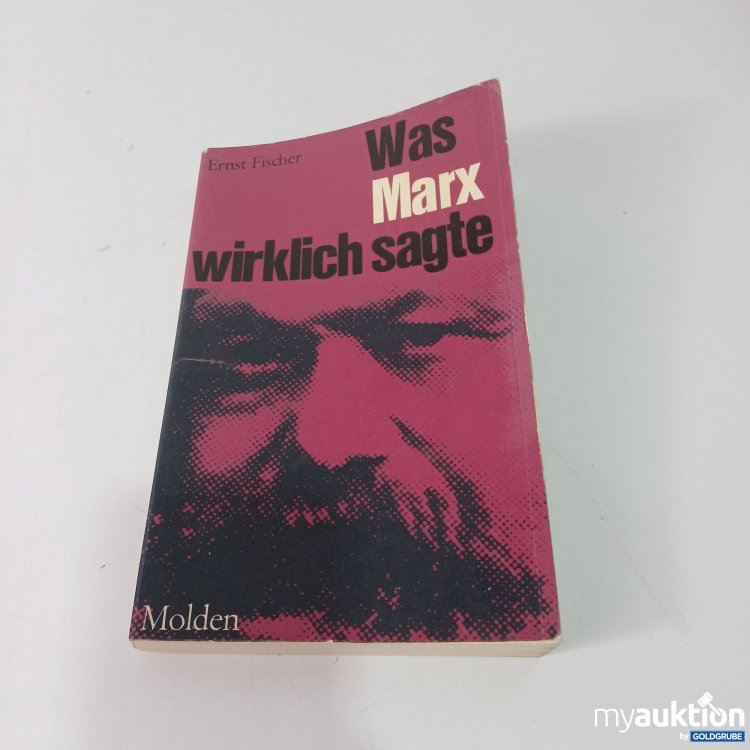 Ernst Fischer
Was
Marx
wirklich sagte
Molden
myauktion
by GOLDGRUBE